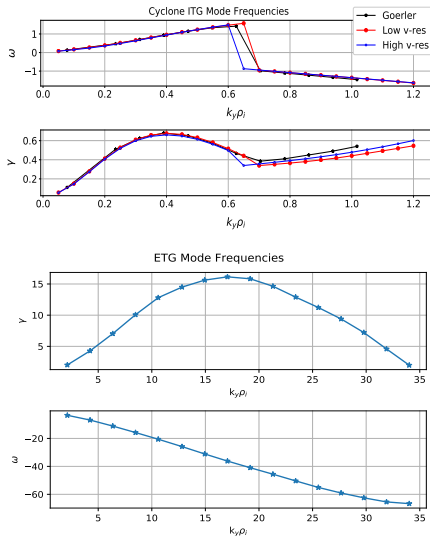 Cyclone ITG Mode Frequencies
Goerler
Low v-res
High v-res
1
0
−1
ω
0.0 0.2 0.4 0.6 0.8 1.0 1.2
kyρi
0.6
0.4
0.2
γ
0.0 0.2 0.4 0.6 0.8 1.0 1.2
kyρi
ETG Mode Frequencies
15
10
5
γ
5 10 15 20 25 30 35
kyρi
−20
−40
−60
ω
5 10 15 20 25 30 35
kyρi